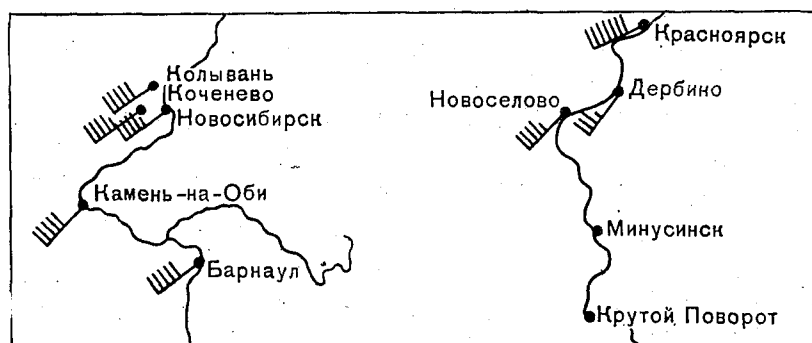 Колывань
Коченево
Новосибирск
Камень-на-Оби
Барнаул
Красноярск
Дербино
Новоселово
Минусинск
Крутой Поворот